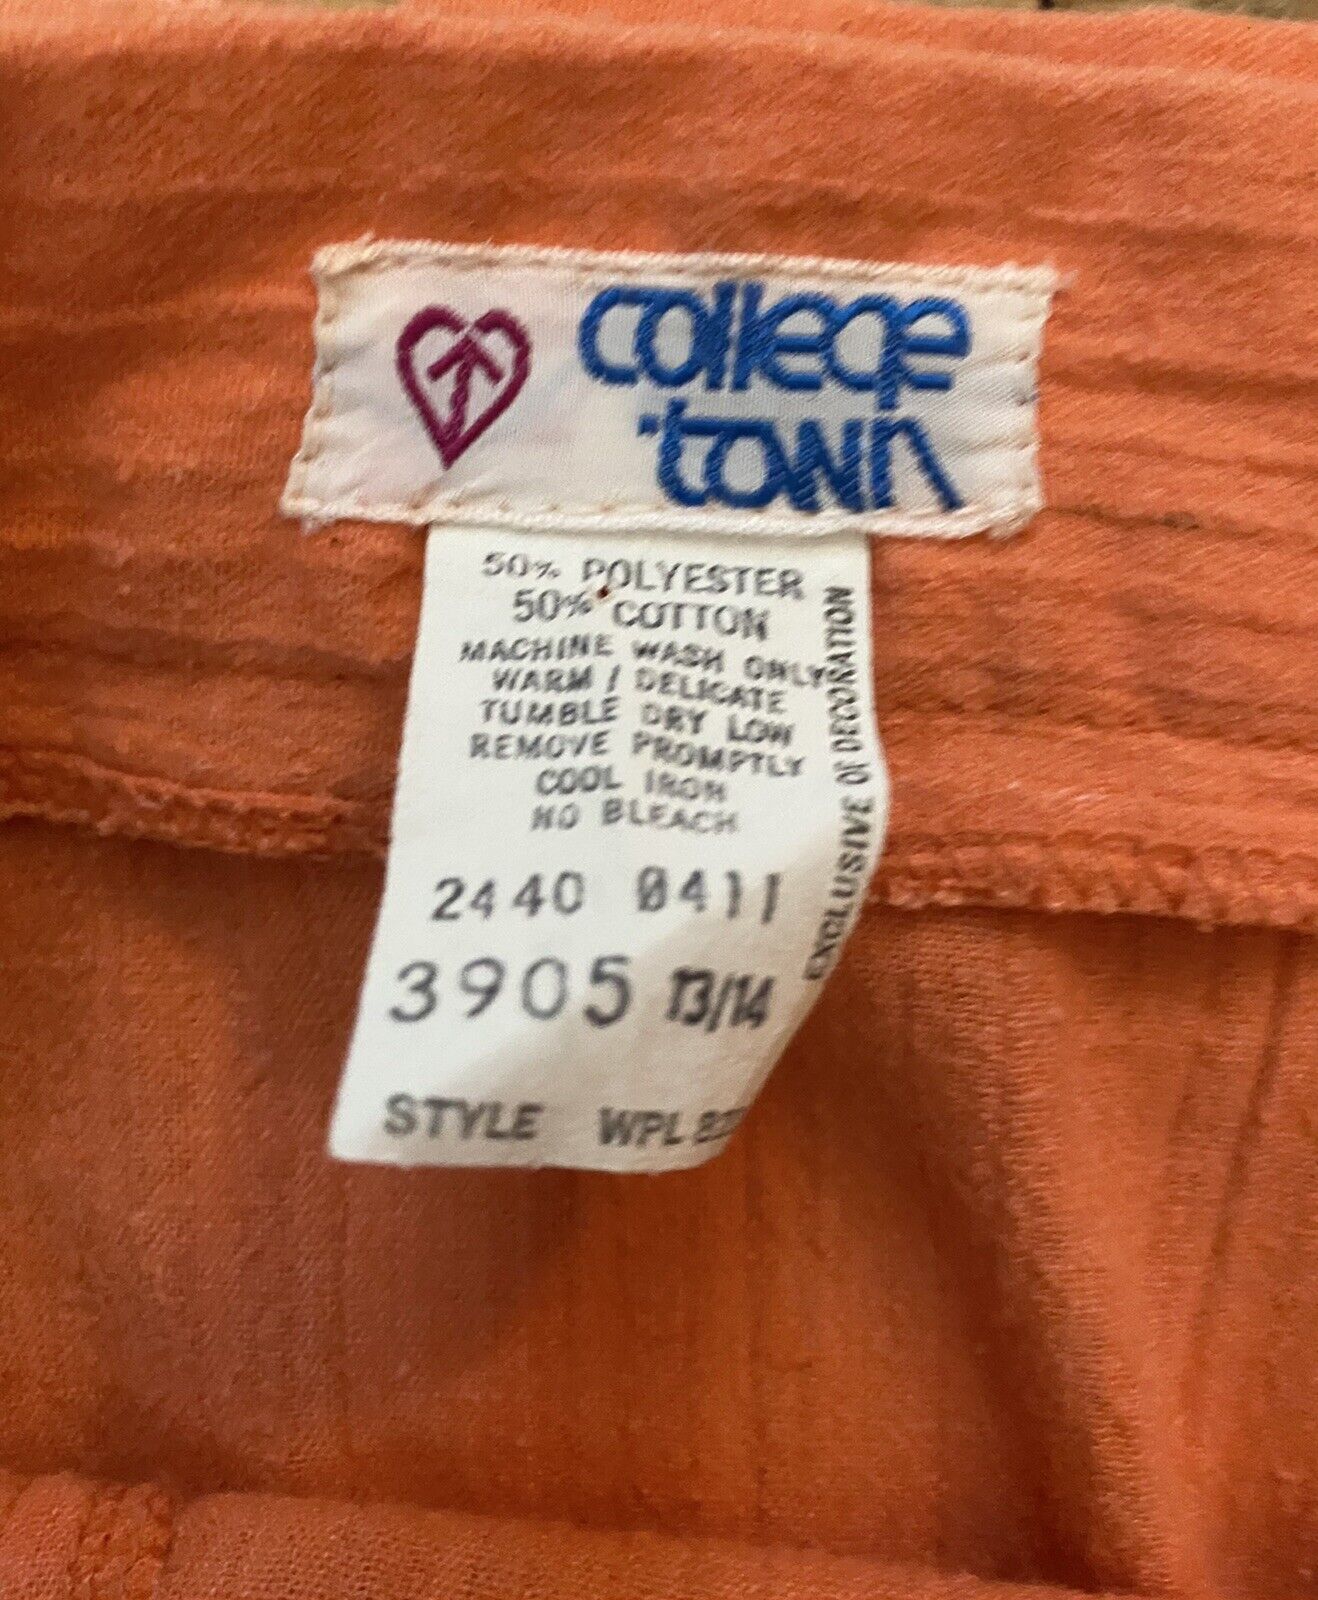 college
town
50% POLYESTER
50% COTTON
MACHINE WASH ONLY
WARM / DELICATE
TUMBLE DRY LOW
REMOVE PROMPTLY
COOL IRON
NO BLEACH
2440 0411
3905 13/14
STYLE
EXCLUSIVE OF DECORATION